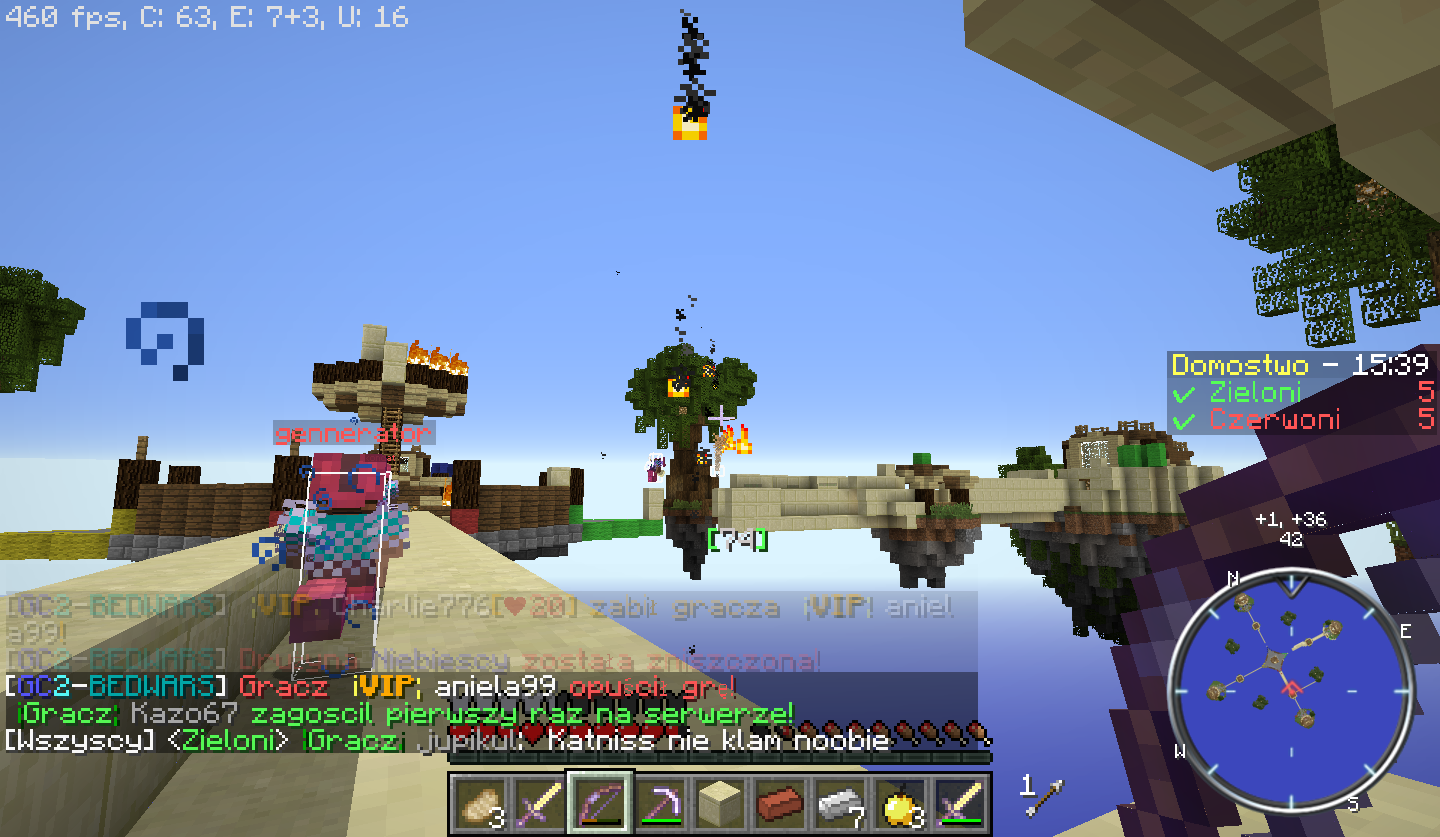 460 fps, C: 63, E: 7+3, U: 16
Domostwo - 15:39
✓ Zieloni 5
✓ Czerwoni 5
gennerator
[74]
+1, +36
42
N
E
W
S
[GC2-BEDWARS] ¡VIP¡ Charlie776[❤20] zabił gracza ¡VIP! aniel
a99!
[GC2-BEDWARS] Drużyna Niebiescy została zniszczona!
[GC2-BEDWARS] Gracz ¡VIP¡ aniela99 opuścił grę!
¡Gracz¡ Kazo67 zagoscil pierwszy raz na serwerze!
[Wszyscy] <Zieloni> ¡Gracz¡ jupikul: Katniss nie klam noobie
3
7
3
1